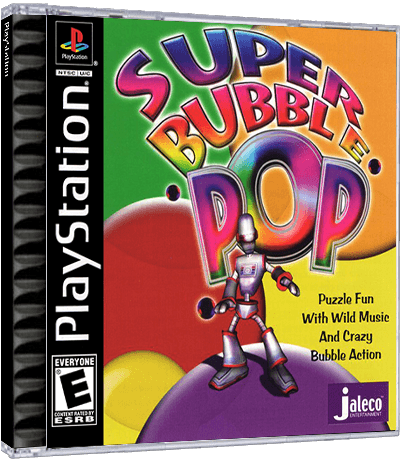 PlayStation
PlayStation
NTSC U/C
PlayStation
SUPER
BUBBLE
POP
Puzzle Fun
With Wild Music
And Crazy
Bubble Action
EVERYONE
E
CONTENT RATED BY
ESRB
jaleco
ENTERTAINMENT